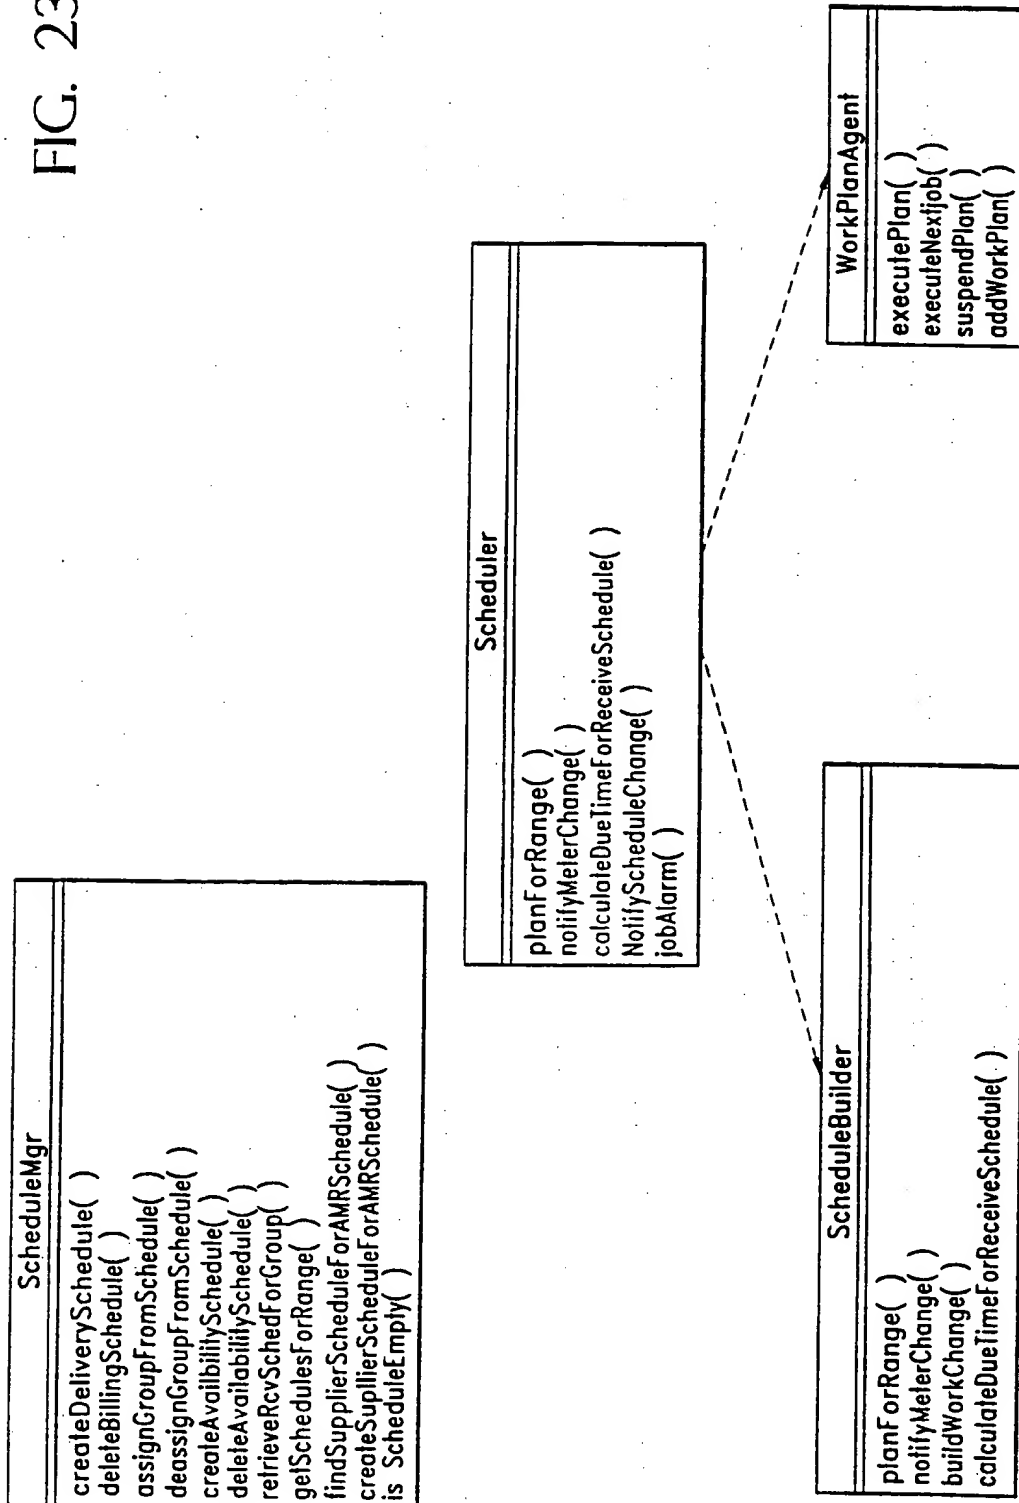 FIG. 23
ScheduleMgr
createDeliverySchedule( )
deleteBillingSchedule( )
assignGroupFromSchedule( )
deassignGroupFromSchedule( )
createAvailbilitySchedule( )
deleteAvailabilitySchedule( )
retrieveRcvSchedForGroup( )
getSchedulesForRange( )
findSupplierScheduleForAMRSchedule( )
createSupllierScheduleForAMRSchedule( )
is ScheduleEmpty( )
Scheduler
planForRange( )
notifyMeterChange( )
calculateDueTimeForReceiveSchedule( )
NotifyScheduleChange( )
jobAlarm( )
ScheduleBuilder
planForRange( )
notifyMeterChange( )
buildWorkChange( )
calculateDueTimeForReceiveSchedule( )
WorkPlanAgent
executePlan( )
executeNextjob( )
suspendPlan( )
addWorkPlan( )